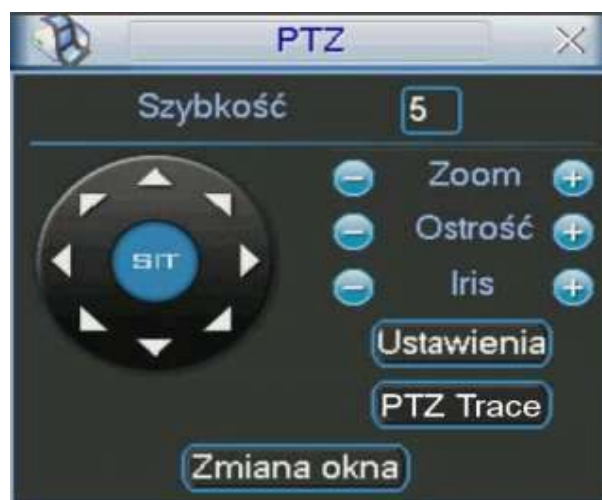 PTZ
Szybkość 5
Zoom
Ostrość
SIT
Iris
Ustawienia
PTZ Trace
Zmiana okna